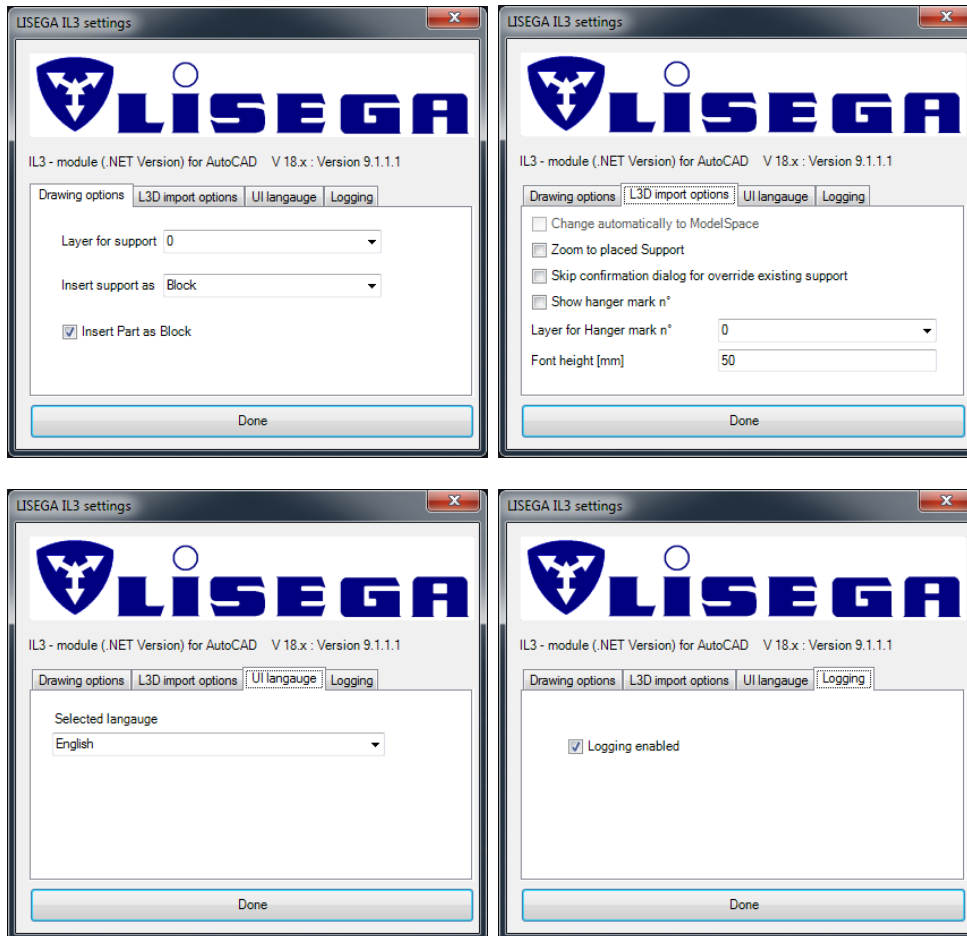 LISEGA IL3 settings
x
LISEGA
IL3 - module (.NET Version) for AutoCAD V 18.x : Version 9.1.1.1
Drawing options L3D import options UI langauge Logging
Layer for support 0
Insert support as Block
Insert Part as Block
Done
LISEGA IL3 settings
x
LISEGA
IL3 - module (.NET Version) for AutoCAD V 18.x : Version 9.1.1.1
Drawing options L3D import options UI langauge Logging
Change automatically to ModelSpace
Zoom to placed Support
Skip confirmation dialog for override existing support
Show hanger mark n°
Layer for Hanger mark n° 0
Font height [mm] 50
Done
LISEGA IL3 settings
x
LISEGA
IL3 - module (.NET Version) for AutoCAD V 18.x : Version 9.1.1.1
Drawing options L3D import options UI langauge Logging
Selected langauge
English
Done
LISEGA IL3 settings
x
LISEGA
IL3 - module (.NET Version) for AutoCAD V 18.x : Version 9.1.1.1
Drawing options L3D import options UI langauge Logging
Logging enabled
Done